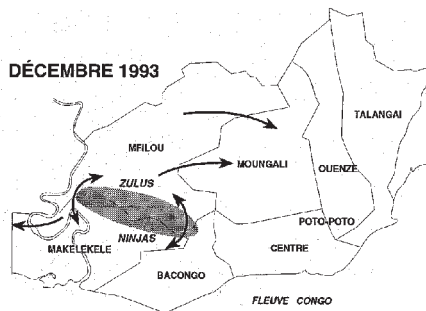 DÉCEMBRE 1993
TALANGAI
MFILOU
MOUNGALI
OUENZE
ZULUS
POTO-POTO
NINJAS
MAKELEKELE
CENTRE
BACONGO
FLEUVE CONGO